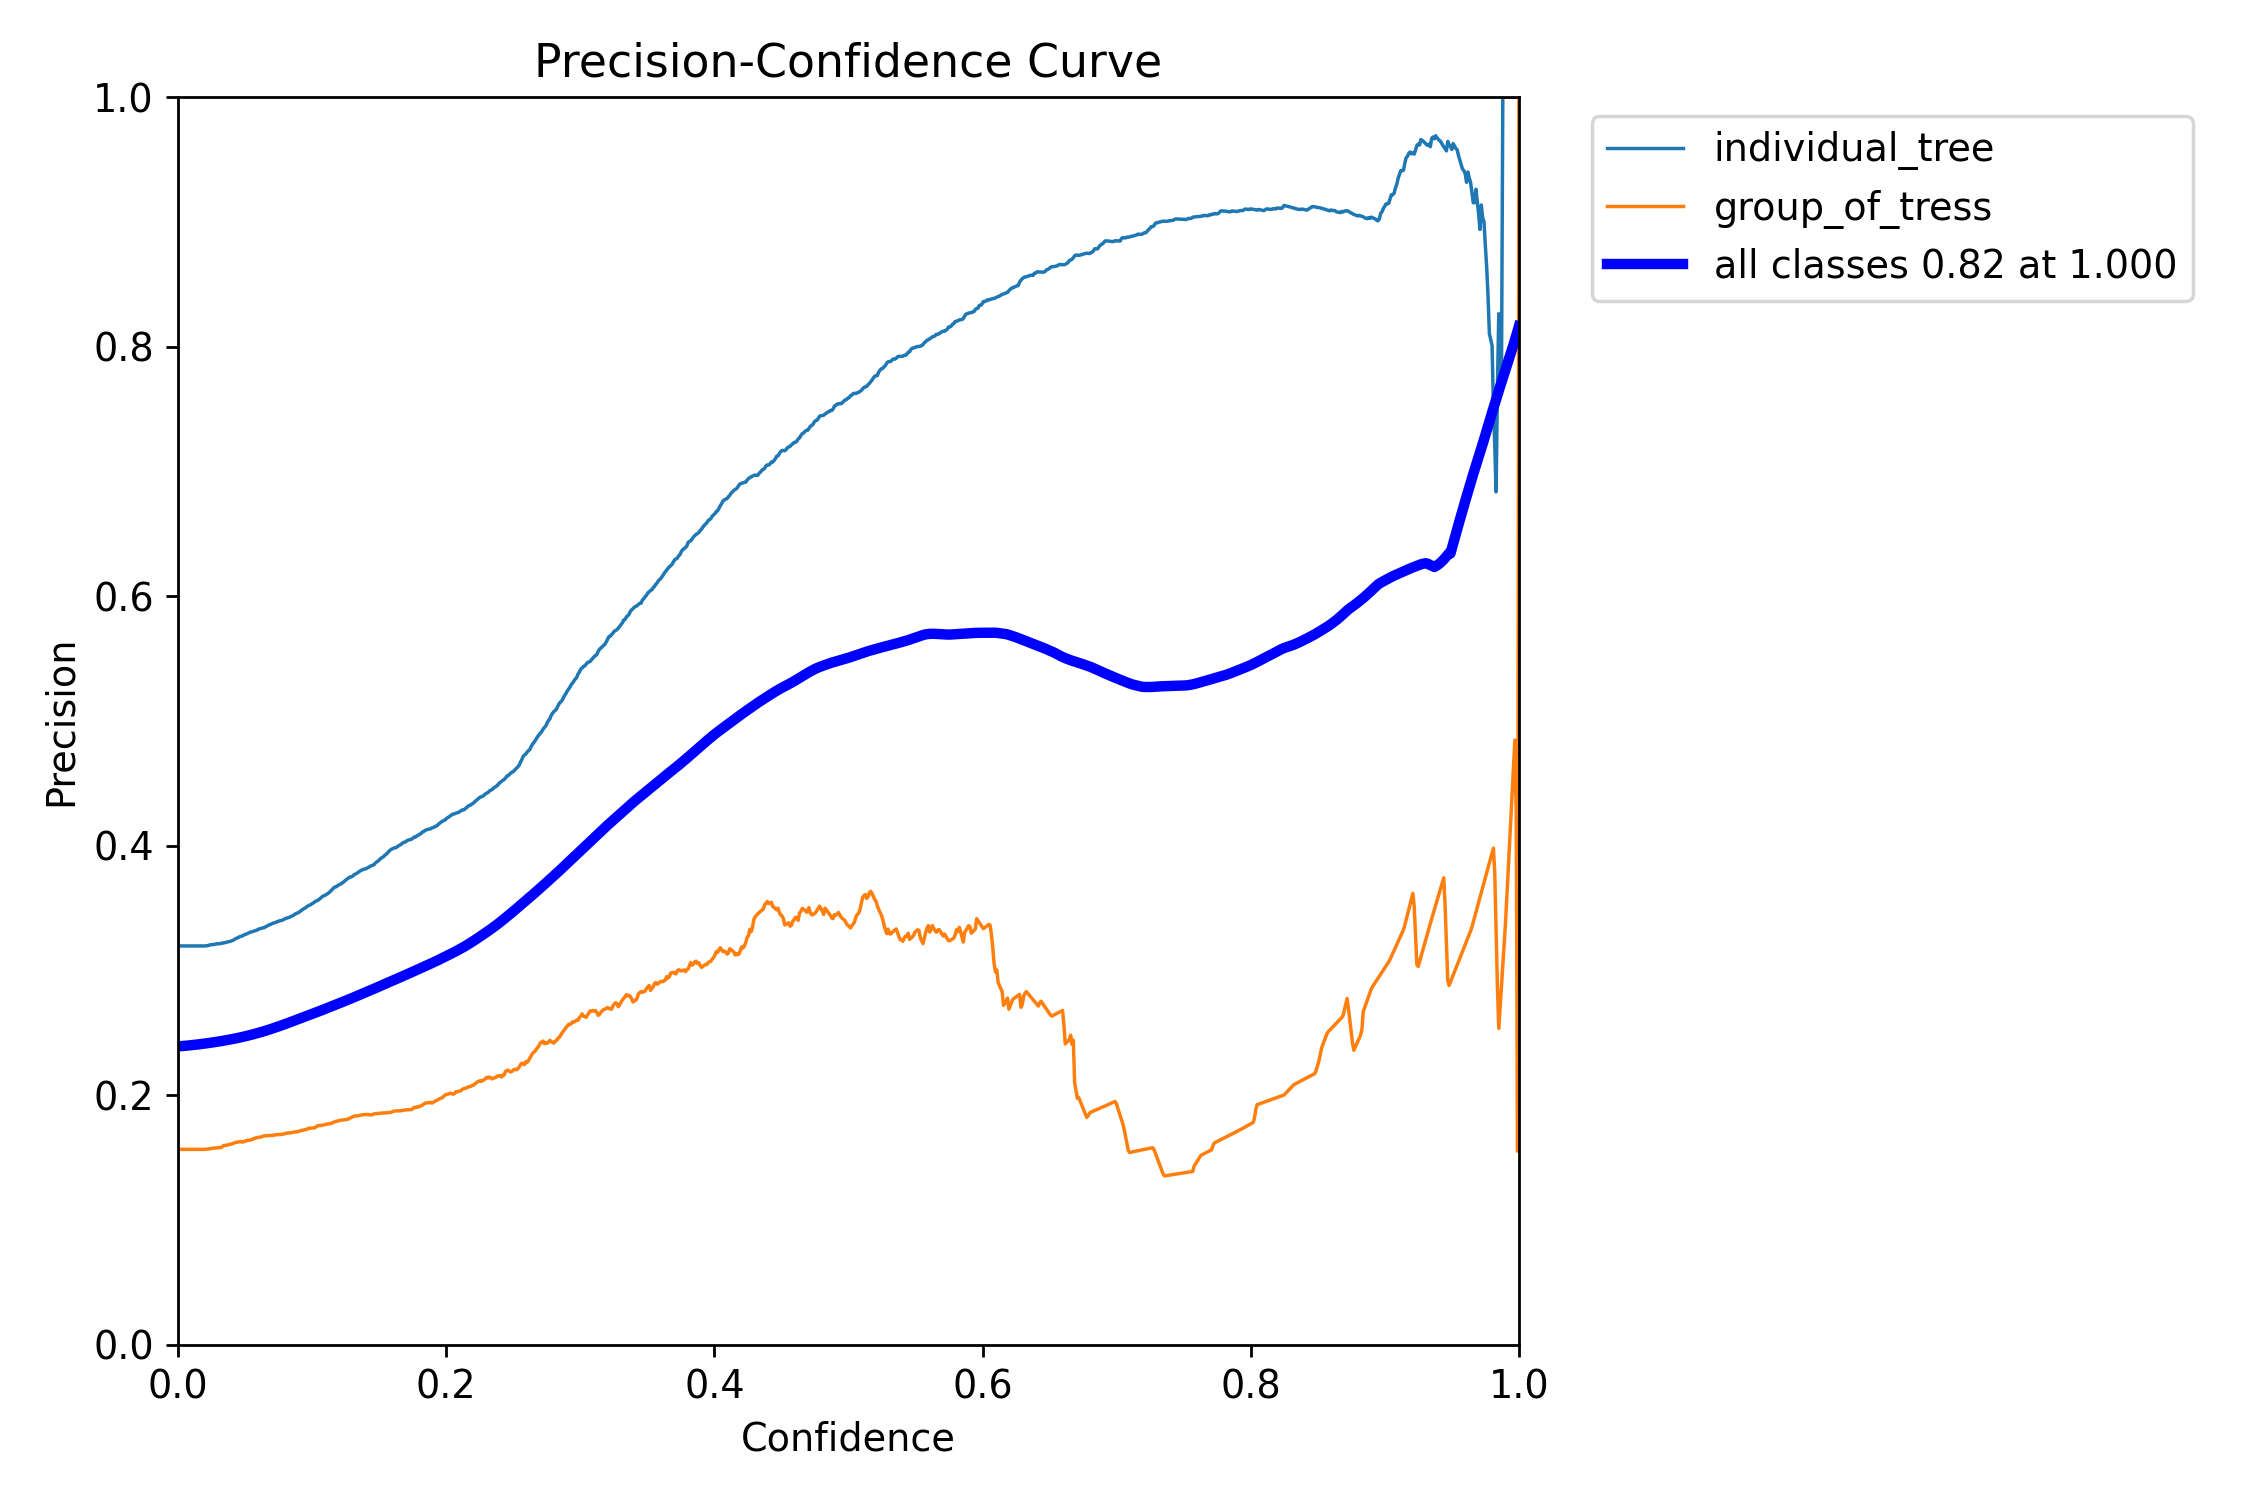 Precision-Confidence Curve
1.0
0.8
0.6
0.4
0.2
0.0
Precision
0.0 0.2 0.4 0.6 0.8 1.0
Confidence
individual_tree
group_of_tress
all classes 0.82 at 1.000